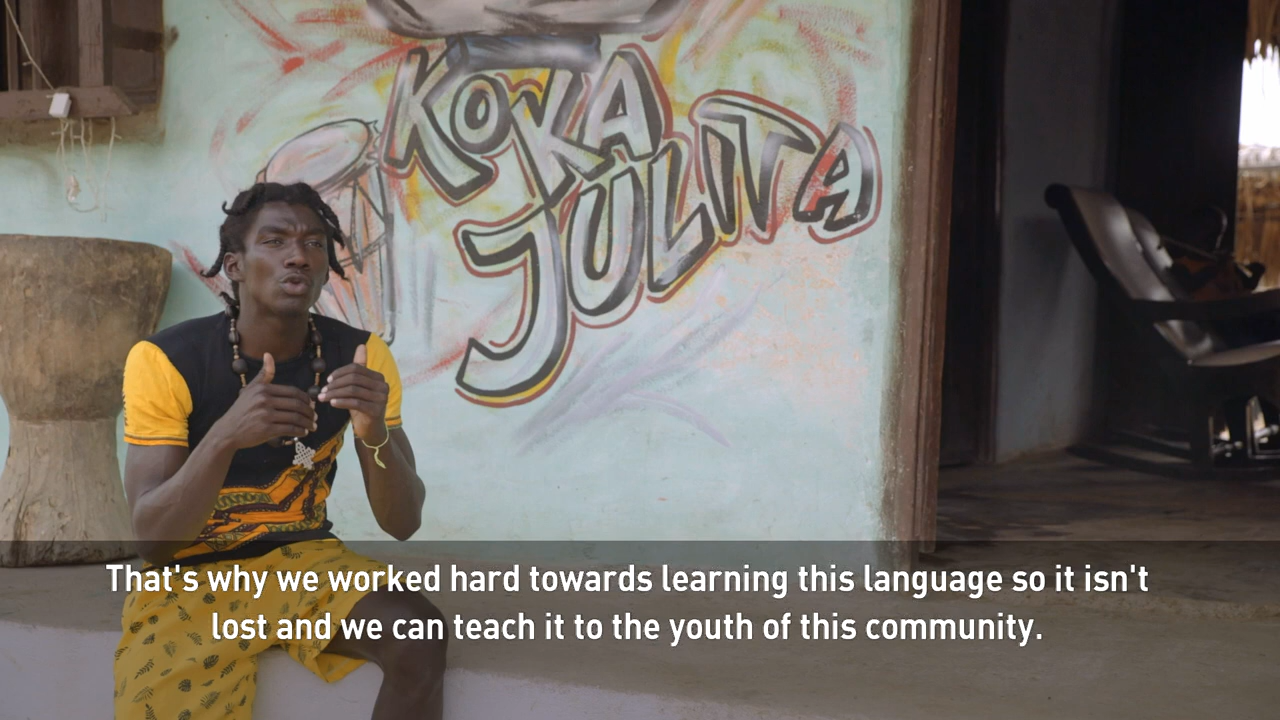 KOKA
JULITA
That's why we worked hard towards learning this language so it isn't
lost and we can teach it to the youth of this community.